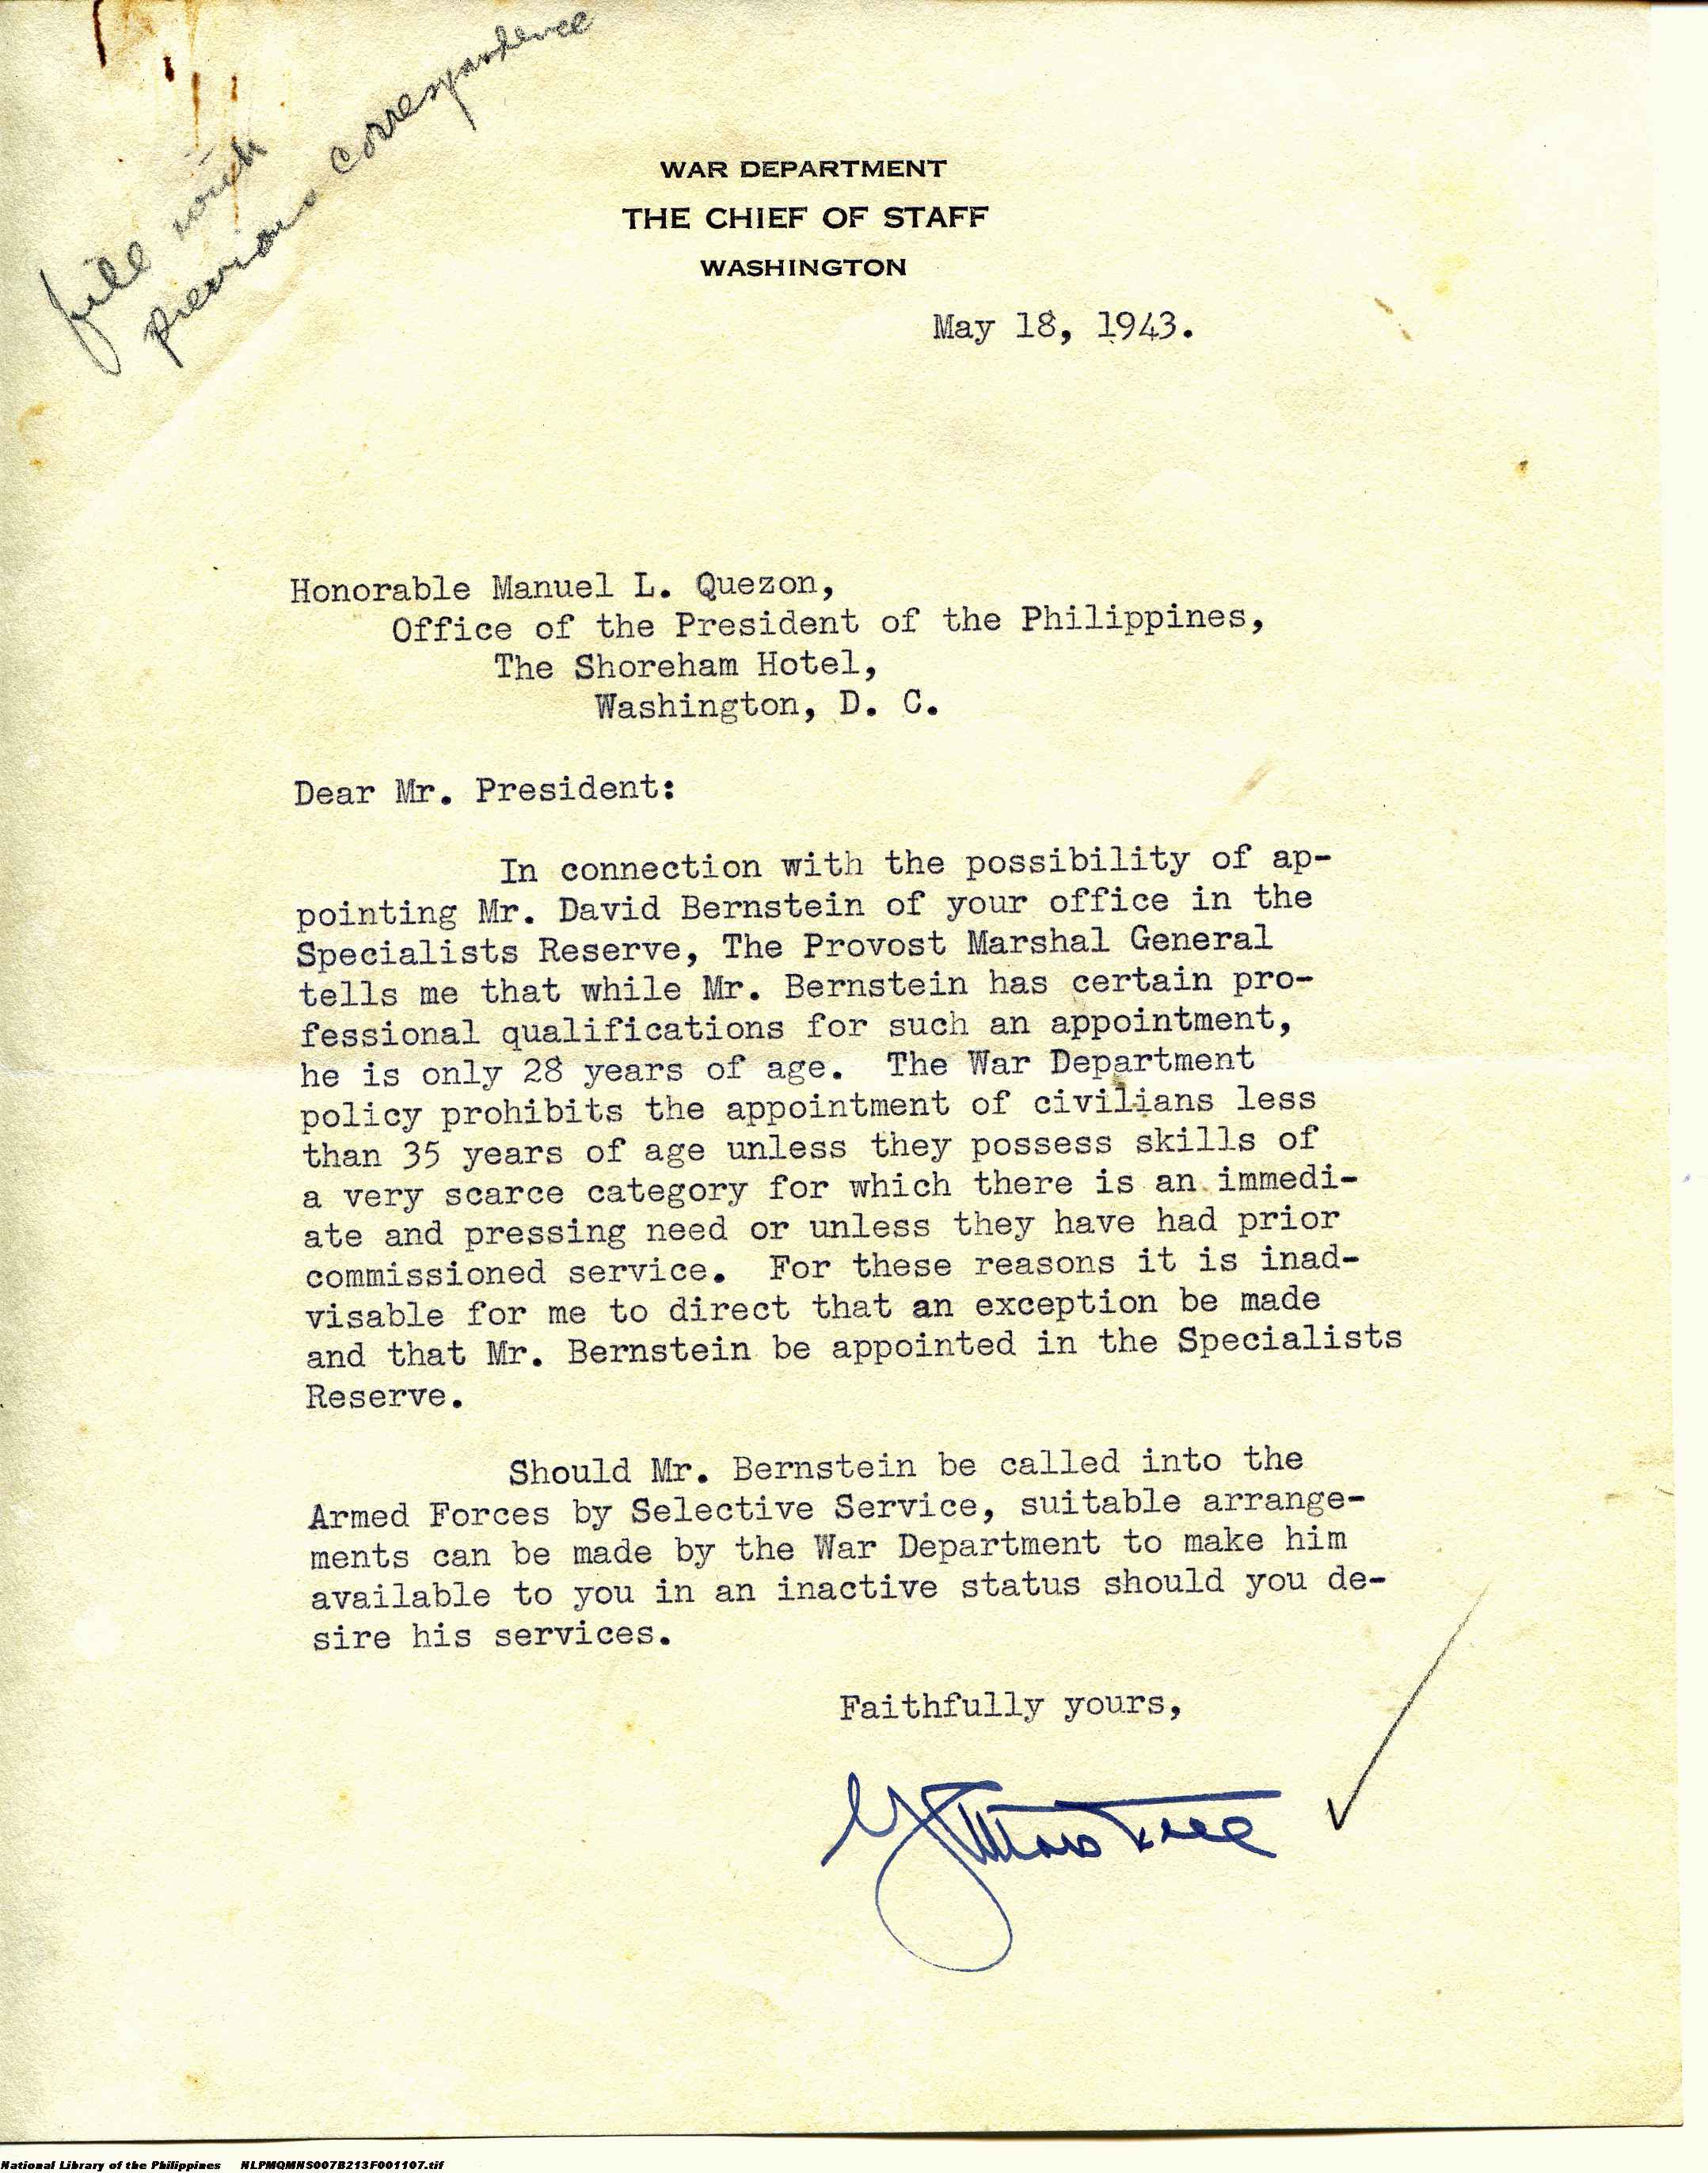 file with
previous correspondence
WAR DEPARTMENT
THE CHIEF OF STAFF
WASHINGTON
May 18, 1943.
Honorable Manuel L. Quezon,
Office of the President of the Philippines,
The Shoreham Hotel,
Washington, D. C.
Dear Mr. President:
In connection with the possibility of ap-
pointing Mr. David Bernstein of your office in the
Specialists Reserve, The Provost Marshal General
tells me that while Mr. Bernstein has certain pro-
fessional qualifications for such an appointment,
he is only 28 years of age. The War Department
policy prohibits the appointment of civilians less
than 35 years of age unless they possess skills of
a very scarce category for which there is an immedi-
ate and pressing need or unless they have had prior
commissioned service. For these reasons it is inad-
visable for me to direct that an exception be made
and that Mr. Bernstein be appointed in the Specialists
Reserve.
Should Mr. Bernstein be called into the
Armed Forces by Selective Service, suitable arrange-
ments can be made by the War Department to make him
available to you in an inactive status should you de-
sire his services.
Faithfully yours,
National Library of the Philippines NLPMQMNS007B213F001107.tif